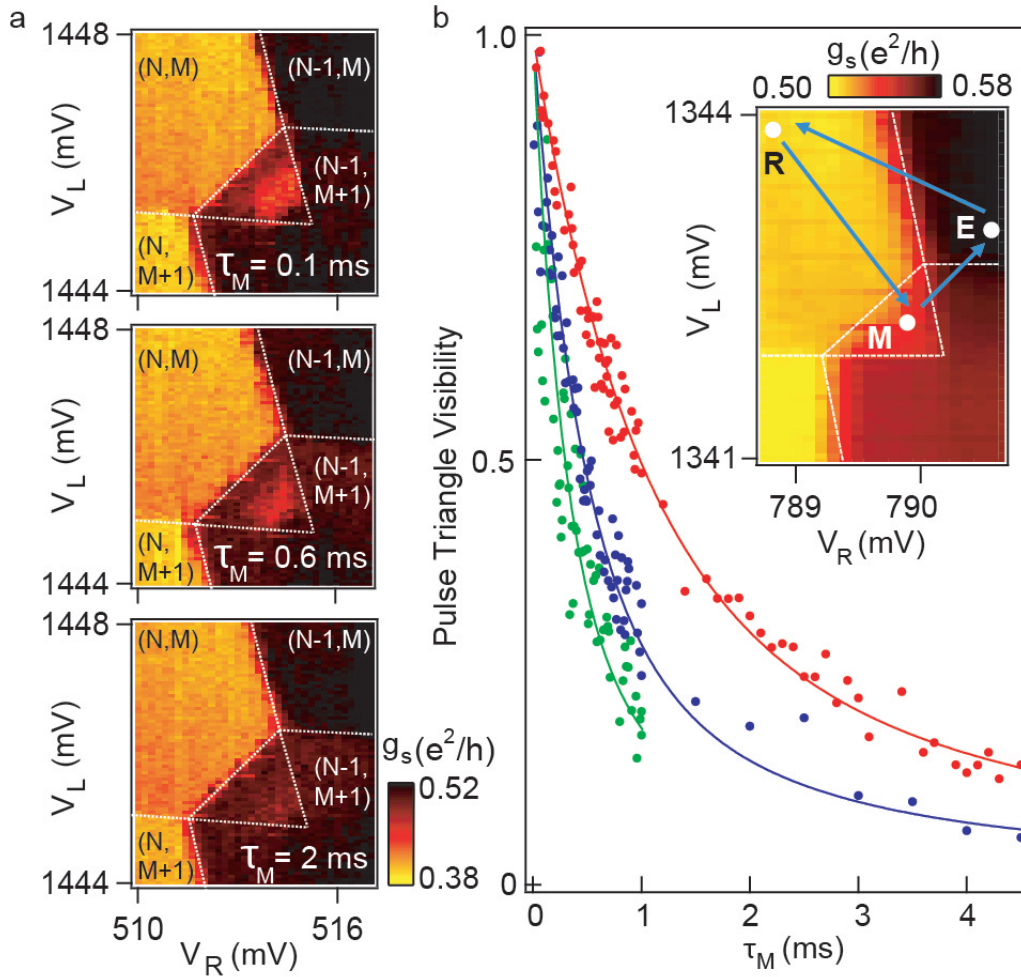 a
1448
(N,M)
(N-1,M)
V_L (mV)
(N-1,
M+1)
(N,
M+1)
τ_M = 0.1 ms
1444
510
516
1448
(N,M)
(N-1,M)
V_L (mV)
(N-1,
M+1)
(N,
M+1)
τ_M = 0.6 ms
1444
1448
(N,M)
(N-1,M)
V_L (mV)
(N-1,
M+1)
(N,
M+1)
τ_M = 2 ms
1444
510
516
V_R (mV)
g_s(e²/h)
0.52
0.38
b
1.0
0.5
0
Pulse Triangle Visibility
0
1
2
3
4
τ_M (ms)
g_s(e²/h)
0.50
0.58
1344
R
E
M
V_L (mV)
1341
789
790
V_R (mV)